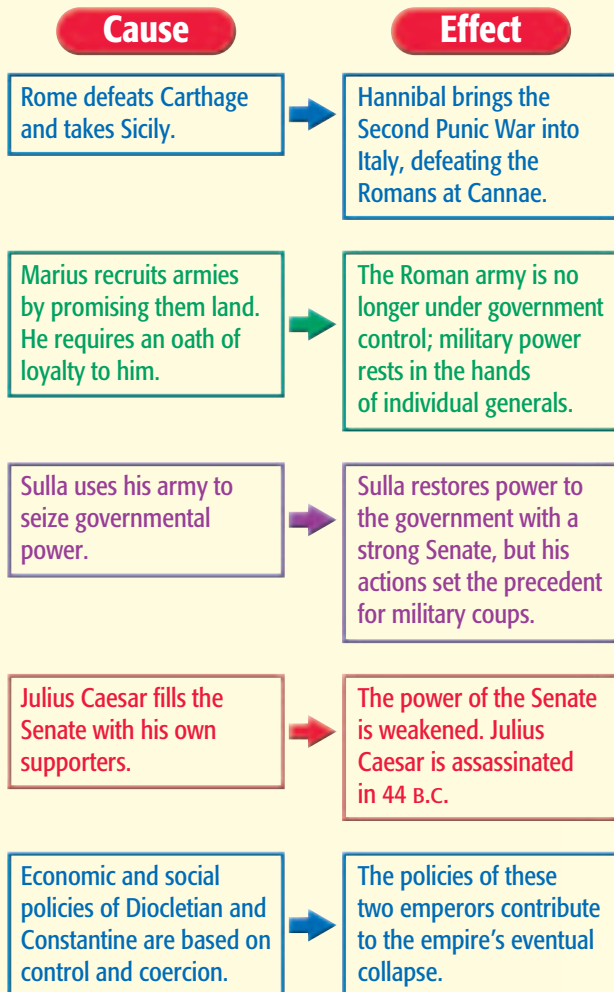 Cause
Effect
Rome defeats Carthage
and takes Sicily.
Hannibal brings the
Second Punic War into
Italy, defeating the
Romans at Cannae.
Marius recruits armies
by promising them land.
He requires an oath of
loyalty to him.
The Roman army is no
longer under government
control; military power
rests in the hands
of individual generals.
Sulla uses his army to
seize governmental
power.
Sulla restores power to
the government with a
strong Senate, but his
actions set the precedent
for military coups.
Julius Caesar fills the
Senate with his own
supporters.
The power of the Senate
is weakened. Julius
Caesar is assassinated
in 44 B.C.
Economic and social
policies of Diocletian and
Constantine are based on
control and coercion.
The policies of these
two emperors contribute
to the empire's eventual
collapse.